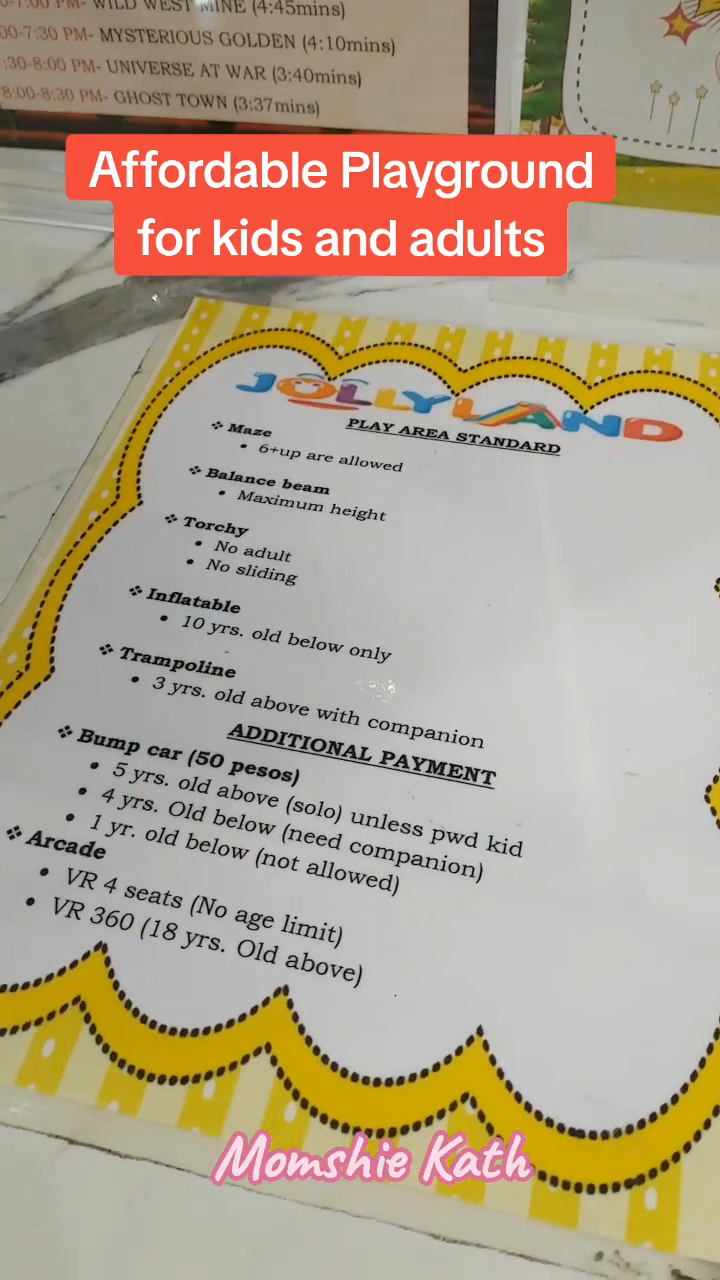 PM- WILD WEST MINE (4:45mins)
00-7:30 PM- MYSTERIOUS GOLDEN (4:10mins)
:30-8:00 PM- UNIVERSE AT WAR (3:40mins)
8:00-8:30 PM- GHOST TOWN (3:37mins)
Affordable Playground
for kids and adults
JOLLYLAND
PLAY AREA STANDARD
❖ Maze
• 6+up are allowed
❖ Balance beam
• Maximum height
❖ Torchy
• No adult
• No sliding
❖ Inflatable
• 10 yrs. old below only
❖ Trampoline
• 3 yrs. old above with companion
ADDITIONAL PAYMENT
❖ Bump car (50 pesos)
• 5 yrs. old above (solo) unless pwd kid
• 4 yrs. Old below (need companion)
• 1 yr. old below (not allowed)
❖ Arcade
• VR 4 seats (No age limit)
• VR 360 (18 yrs. Old above)
Momshie Kath